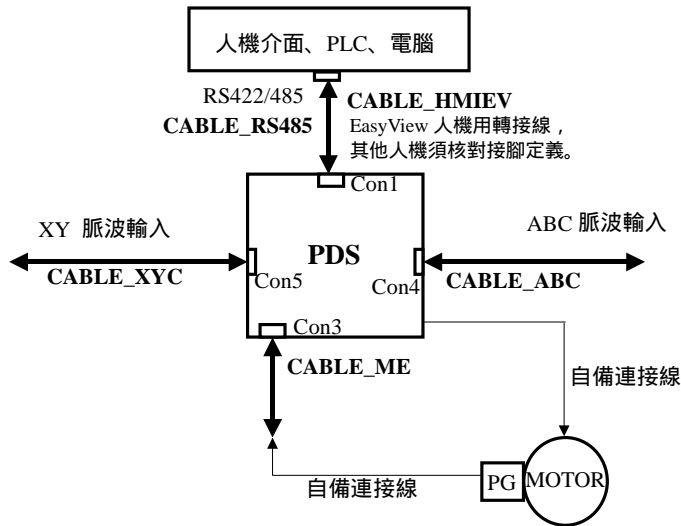 人機介面、PLC、電腦
RS422/485
CABLE_RS485
CABLE_HMIEV
EasyView 人機用轉接線，
其他人機須核對接腳定義。
Con1
XY 脈波輸入
CABLE_XYC
Con5
PDS
Con4
ABC 脈波輸入
CABLE_ABC
Con3
CABLE_ME
自備連接線
自備連接線
PG
MOTOR